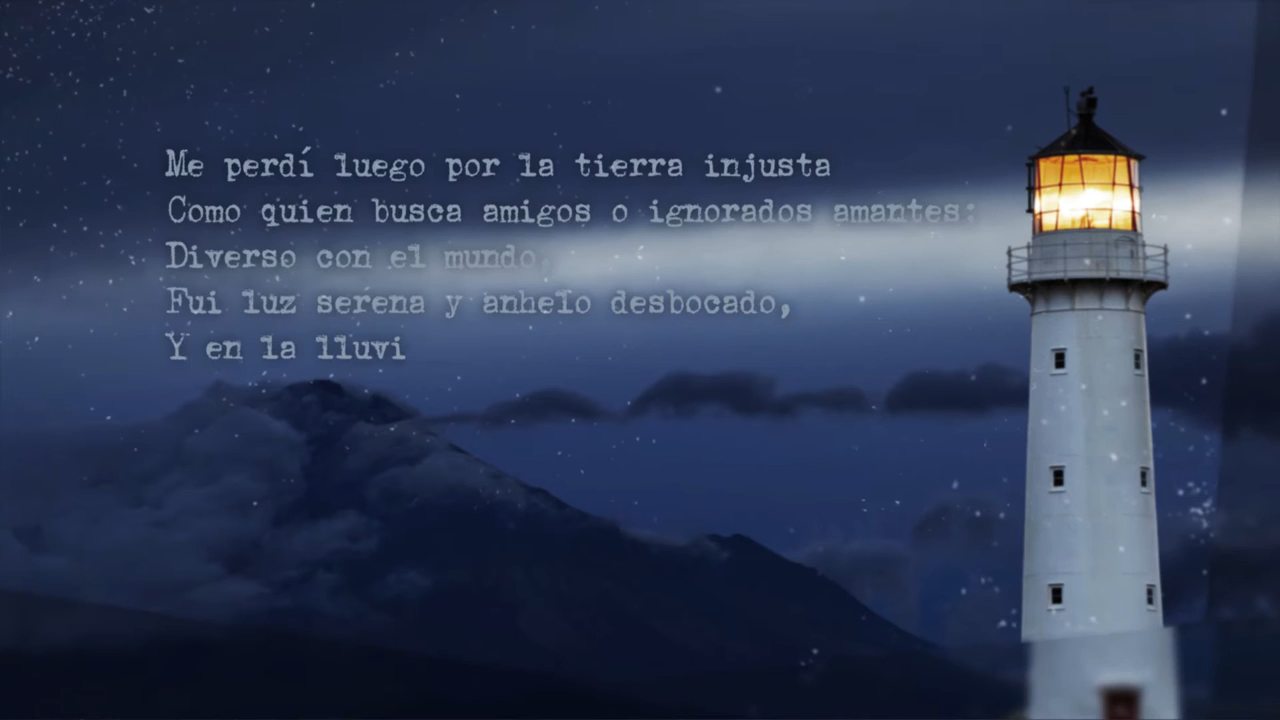 Me perdí luego por la tierra injusta
Como quien busca amigos o ignorados amantes:
Diverso con el mundo,
Fui luz serena y anhelo desbocado,
Y en la lluvi